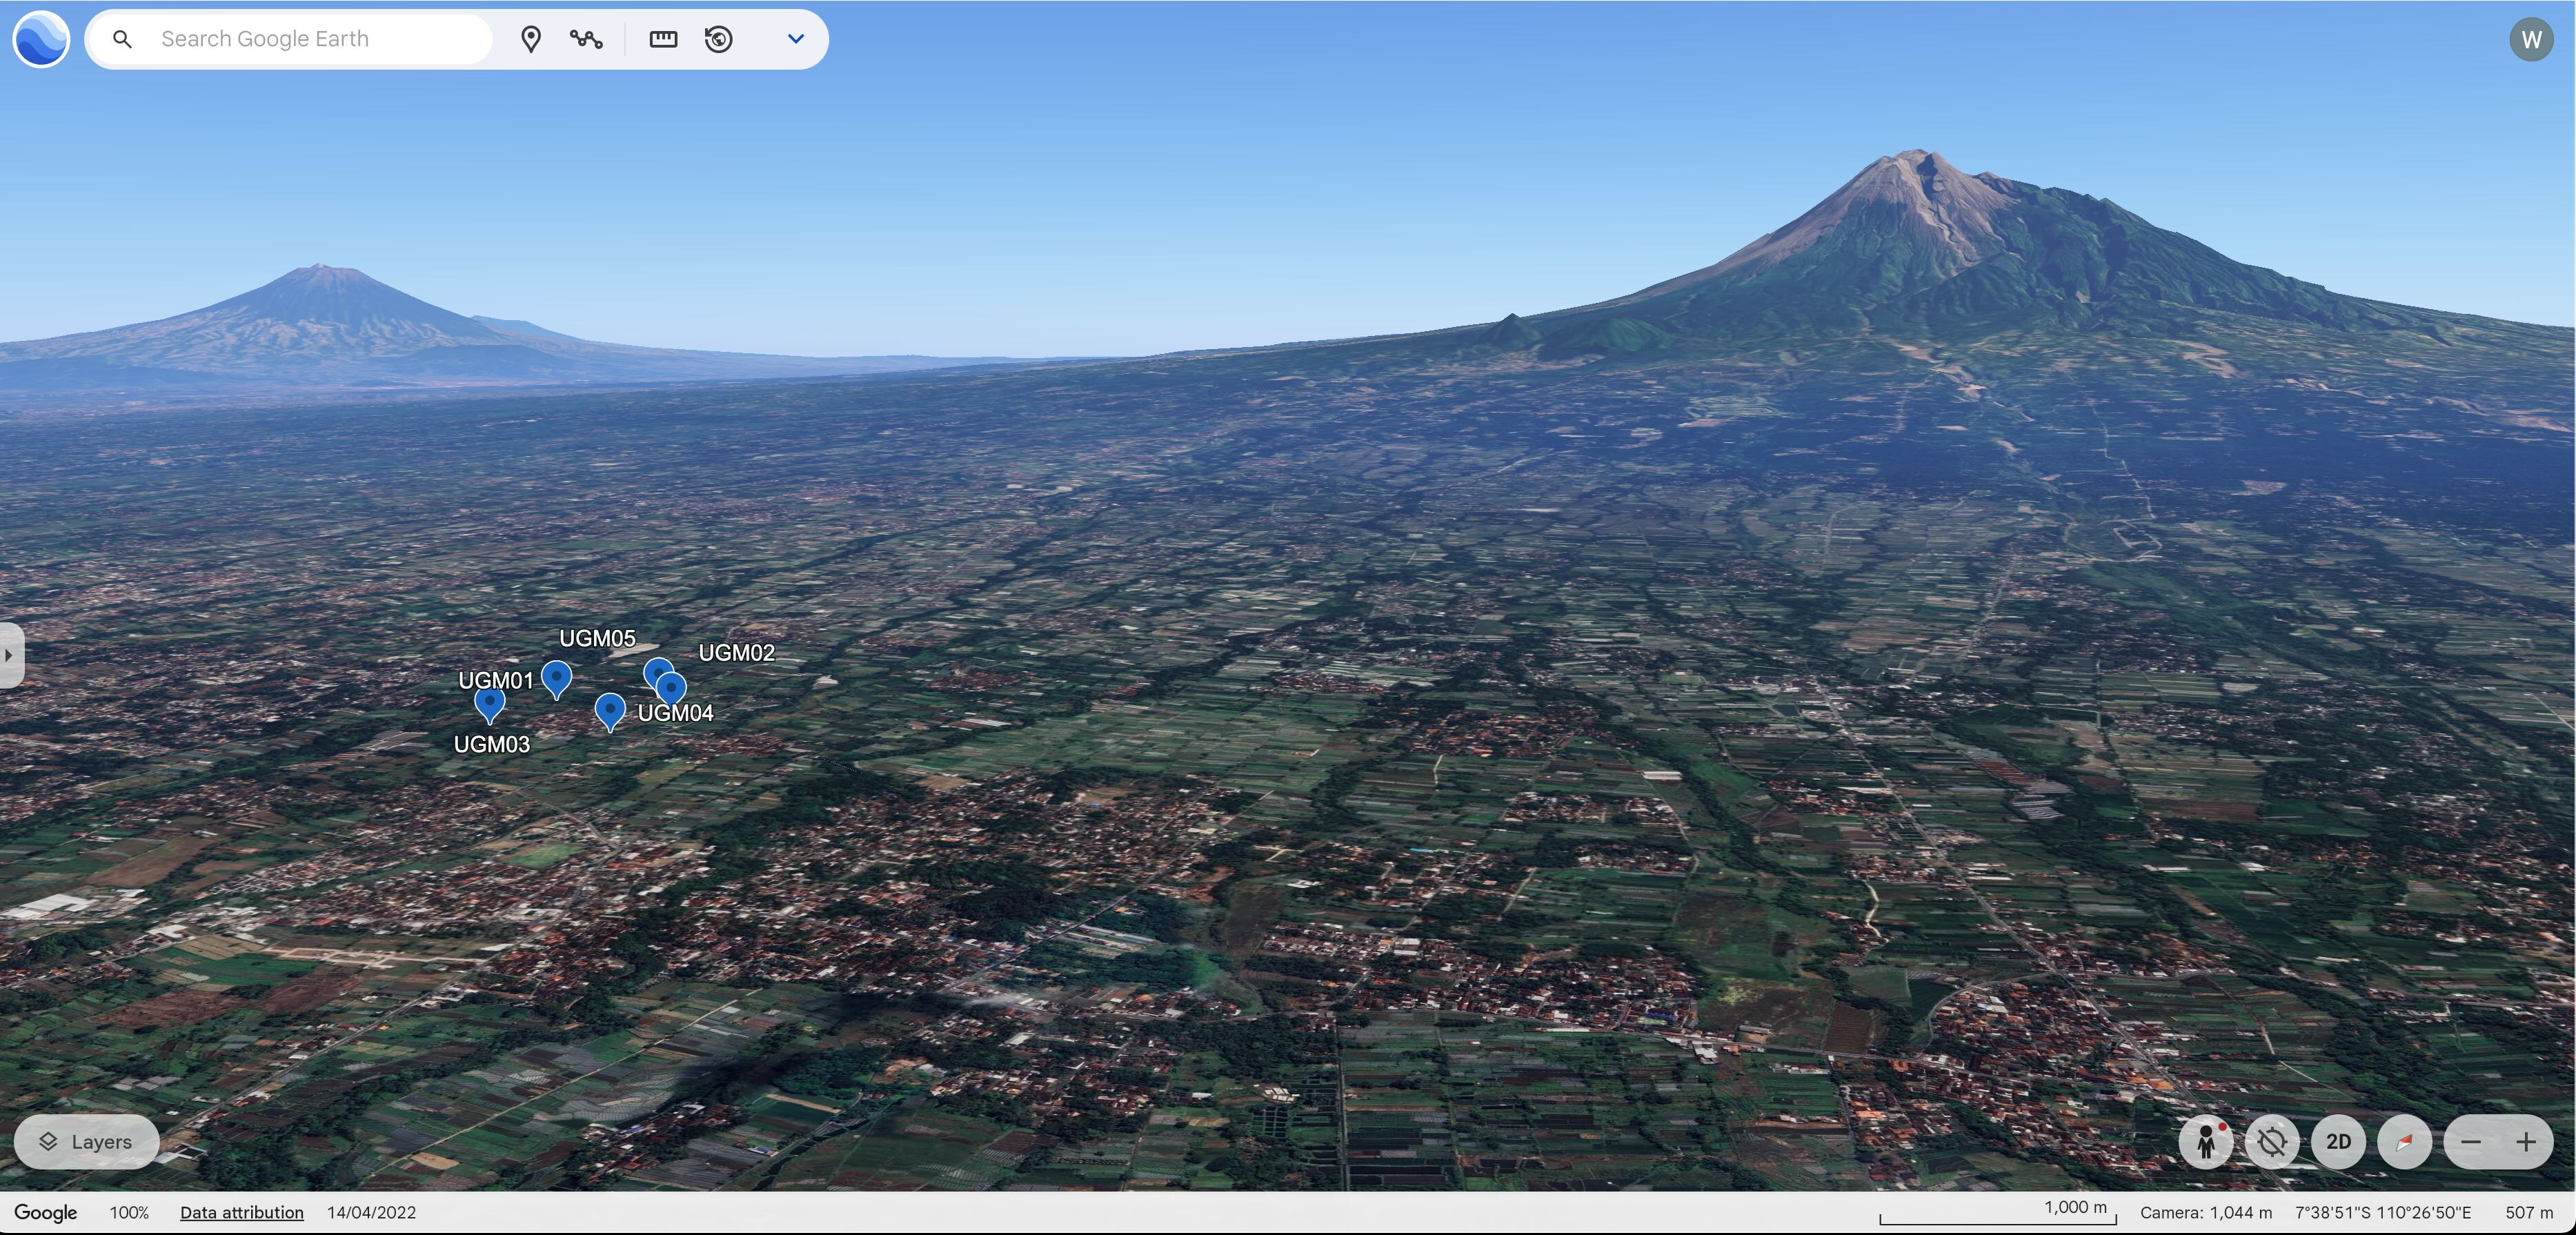 Search Google Earth
W
UGM05
UGM02
UGM01
UGM04
UGM03
Layers
2D
Google 100% Data attribution 14/04/2022 1,000 m Camera: 1,044 m 7°38'51"S 110°26'50"E 507 m